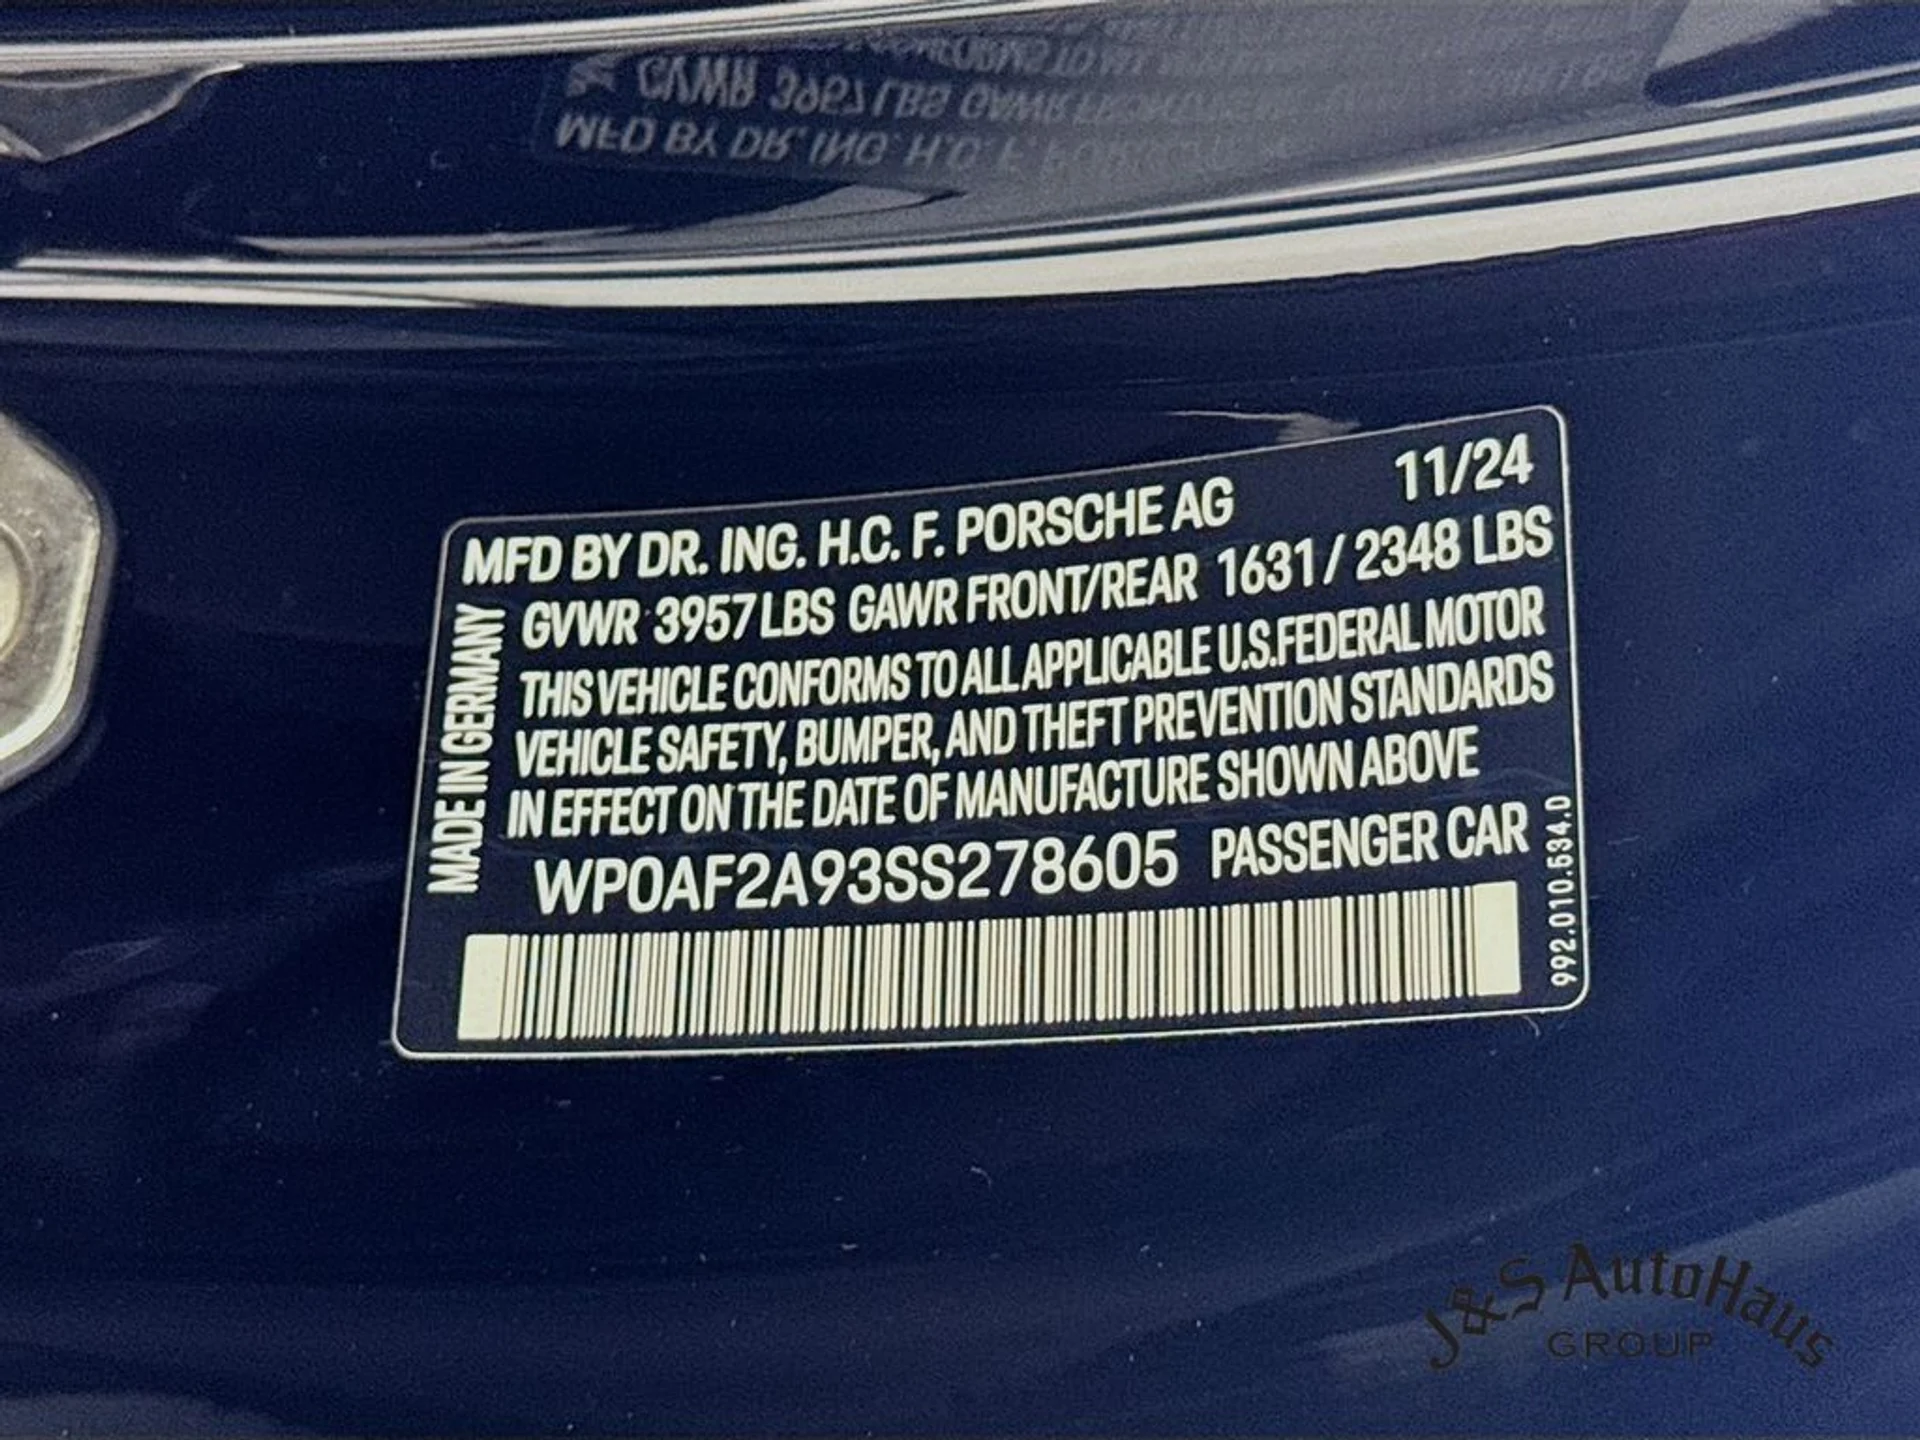 MFD BY DR. ING. H.C. F. PORSCHE AG 11/24
GVWR 3957 LBS GAWR FRONT/REAR 1631 / 2348 LBS
THIS VEHICLE CONFORMS TO ALL APPLICABLE U.S.FEDERAL MOTOR
VEHICLE SAFETY, BUMPER, AND THEFT PREVENTION STANDARDS
IN EFFECT ON THE DATE OF MANUFACTURE SHOWN ABOVE
WP0AF2A93SS278605 PASSENGER CAR
MADE IN GERMANY
992.010.534.0
J&S AutoHaus
GROUP